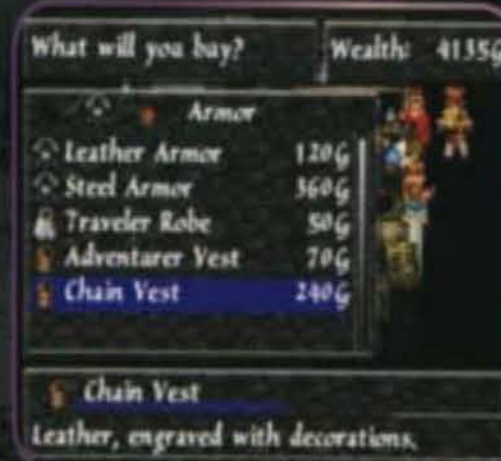 What will you buy?
Wealth: 4135G
Armor
Leather Armor 120G
Steel Armor 360G
Traveler Robe 50G
Adventurer Vest 70G
Chain Vest 240G
Chain Vest
Leather, engraved with decorations.